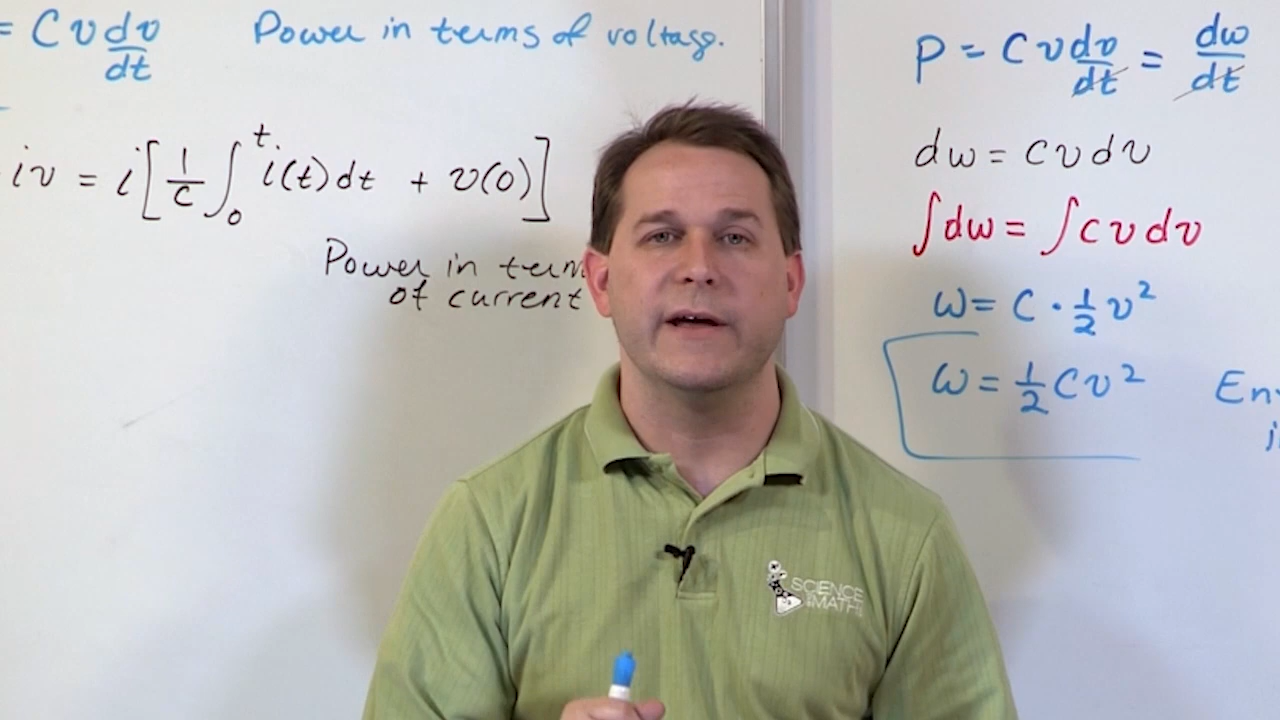 = C v dv/dt Power in terms of voltage.
iv = i[1/c ∫₀ᵗ i(t)dt + v(0)]
Power in
of current
P = C v dv/dt = dw/dt
dw = C v dv
∫dw = ∫c v dv
w = C · 1/2 v²
w = 1/2 C v²
SCIENCE
MATH